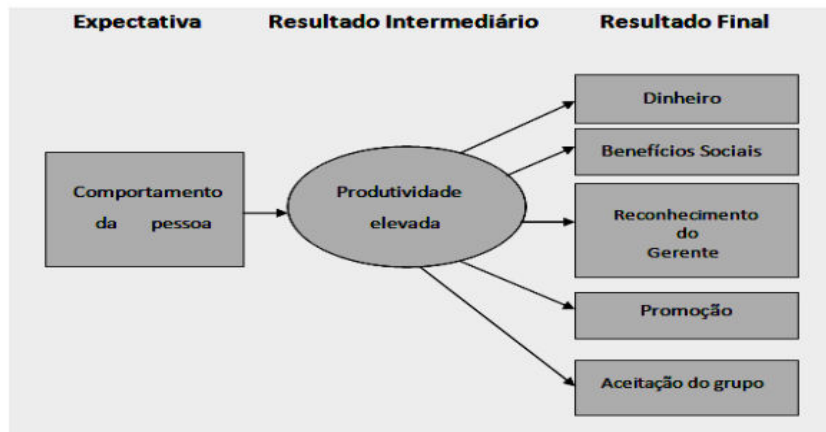 Expectativa
Resultado Intermediário
Resultado Final
Comportamento
da pessoa
Produtividade
elevada
Dinheiro
Benefícios Sociais
Reconhecimento
do
Gerente
Promoção
Aceitação do grupo